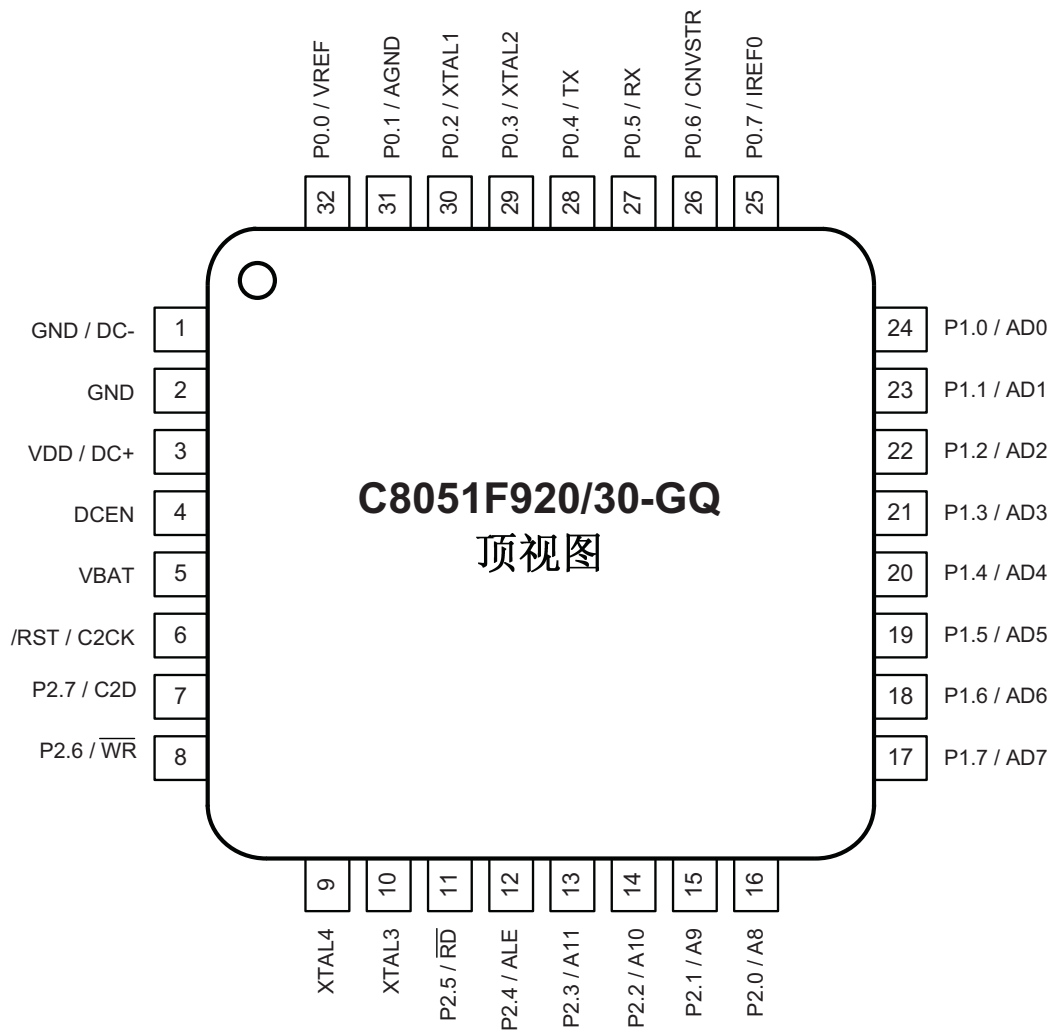 P0.0 / VREF
P0.1 / AGND
P0.2 / XTAL1
P0.3 / XTAL2
P0.4 / TX
P0.5 / RX
P0.6 / CNVSTR
P0.7 / IREF0
32
31
30
29
28
27
26
25
GND / DC- 1
GND 2
VDD / DC+ 3
DCEN 4
VBAT 5
/RST / C2CK 6
P2.7 / C2D 7
P2.6 / W̅R̅ 8
C8051F920/30-GQ
顶视图
24 P1.0 / AD0
23 P1.1 / AD1
22 P1.2 / AD2
21 P1.3 / AD3
20 P1.4 / AD4
19 P1.5 / AD5
18 P1.6 / AD6
17 P1.7 / AD7
9
10
11
12
13
14
15
16
XTAL4
XTAL3
P2.5 / R̅D̅
P2.4 / ALE
P2.3 / A11
P2.2 / A10
P2.1 / A9
P2.0 / A8